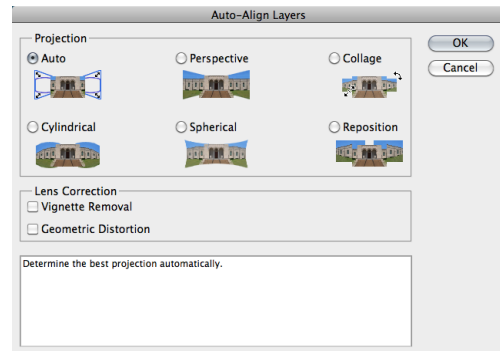 Auto-Align Layers
Projection
Auto
Perspective
Collage
Cylindrical
Spherical
Reposition
OK
Cancel
Lens Correction
Vignette Removal
Geometric Distortion
Determine the best projection automatically.